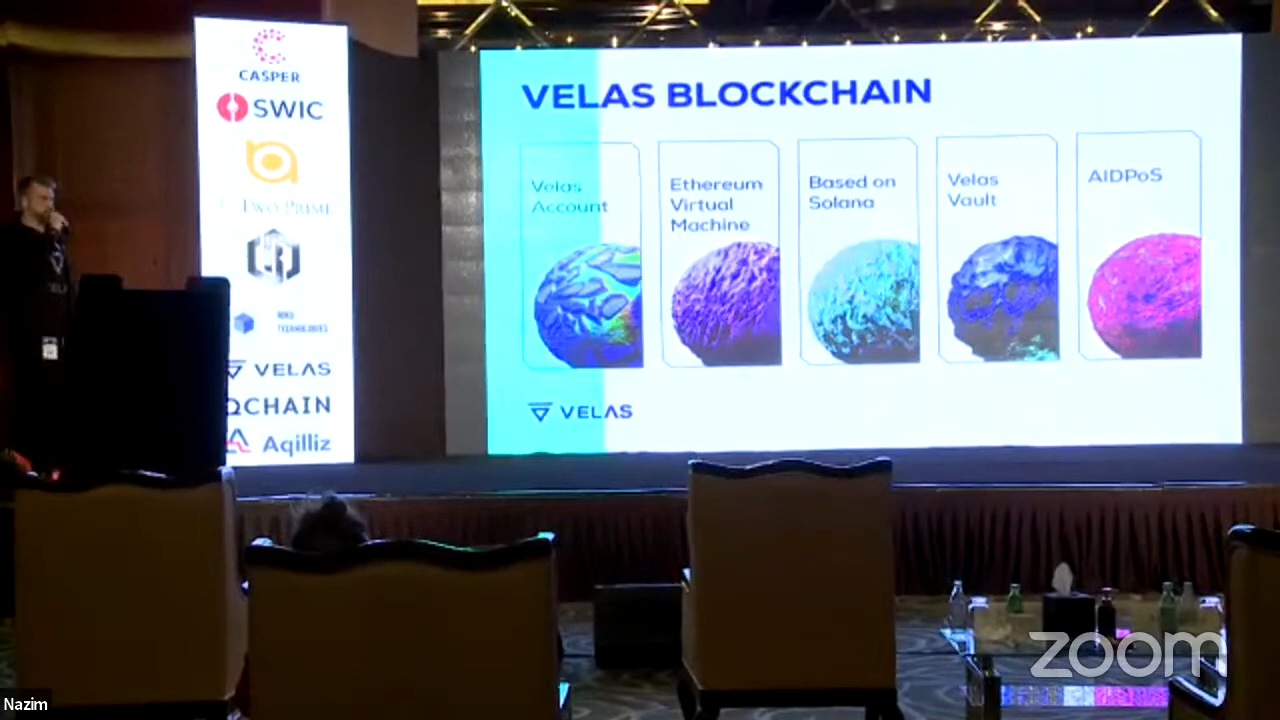 CASPER
SWIC
TWO PRIME
TECHNOLOGIES
VELAS
QCHAIN
Aqilliz
VELAS BLOCKCHAIN
Velas
Account
Ethereum
Virtual
Machine
Based on
Solana
Velas
Vault
AIDPoS
VELAS
zoom
Nazim